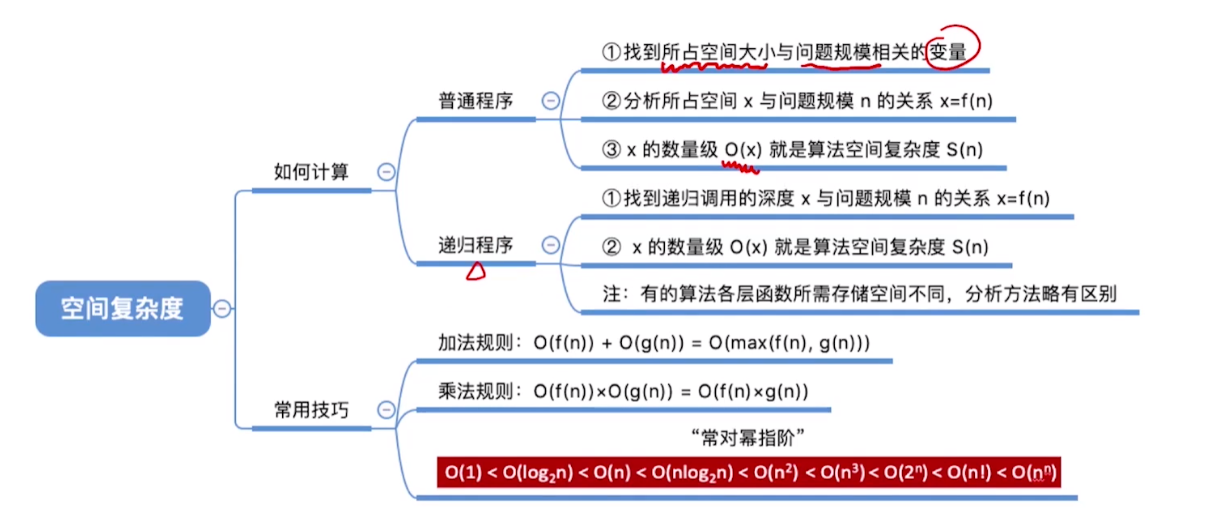 空间复杂度
如何计算
普通程序
①找到所占空间大小与问题规模相关的变量
②分析所占空间 x 与问题规模 n 的关系 x=f(n)
③ x 的数量级 O(x) 就是算法空间复杂度 S(n)
递归程序
①找到递归调用的深度 x 与问题规模 n 的关系 x=f(n)
② x 的数量级 O(x) 就是算法空间复杂度 S(n)
注：有的算法各层函数所需存储空间不同，分析方法略有区别
常用技巧
加法规则：O(f(n)) + O(g(n)) = O(max(f(n), g(n)))
乘法规则：O(f(n))×O(g(n)) = O(f(n)×g(n))
“常对幂指阶”
O(1) < O(log₂n) < O(n) < O(nlog₂n) < O(n²) < O(n³) < O(2ⁿ) < O(n!) < O(nⁿ)